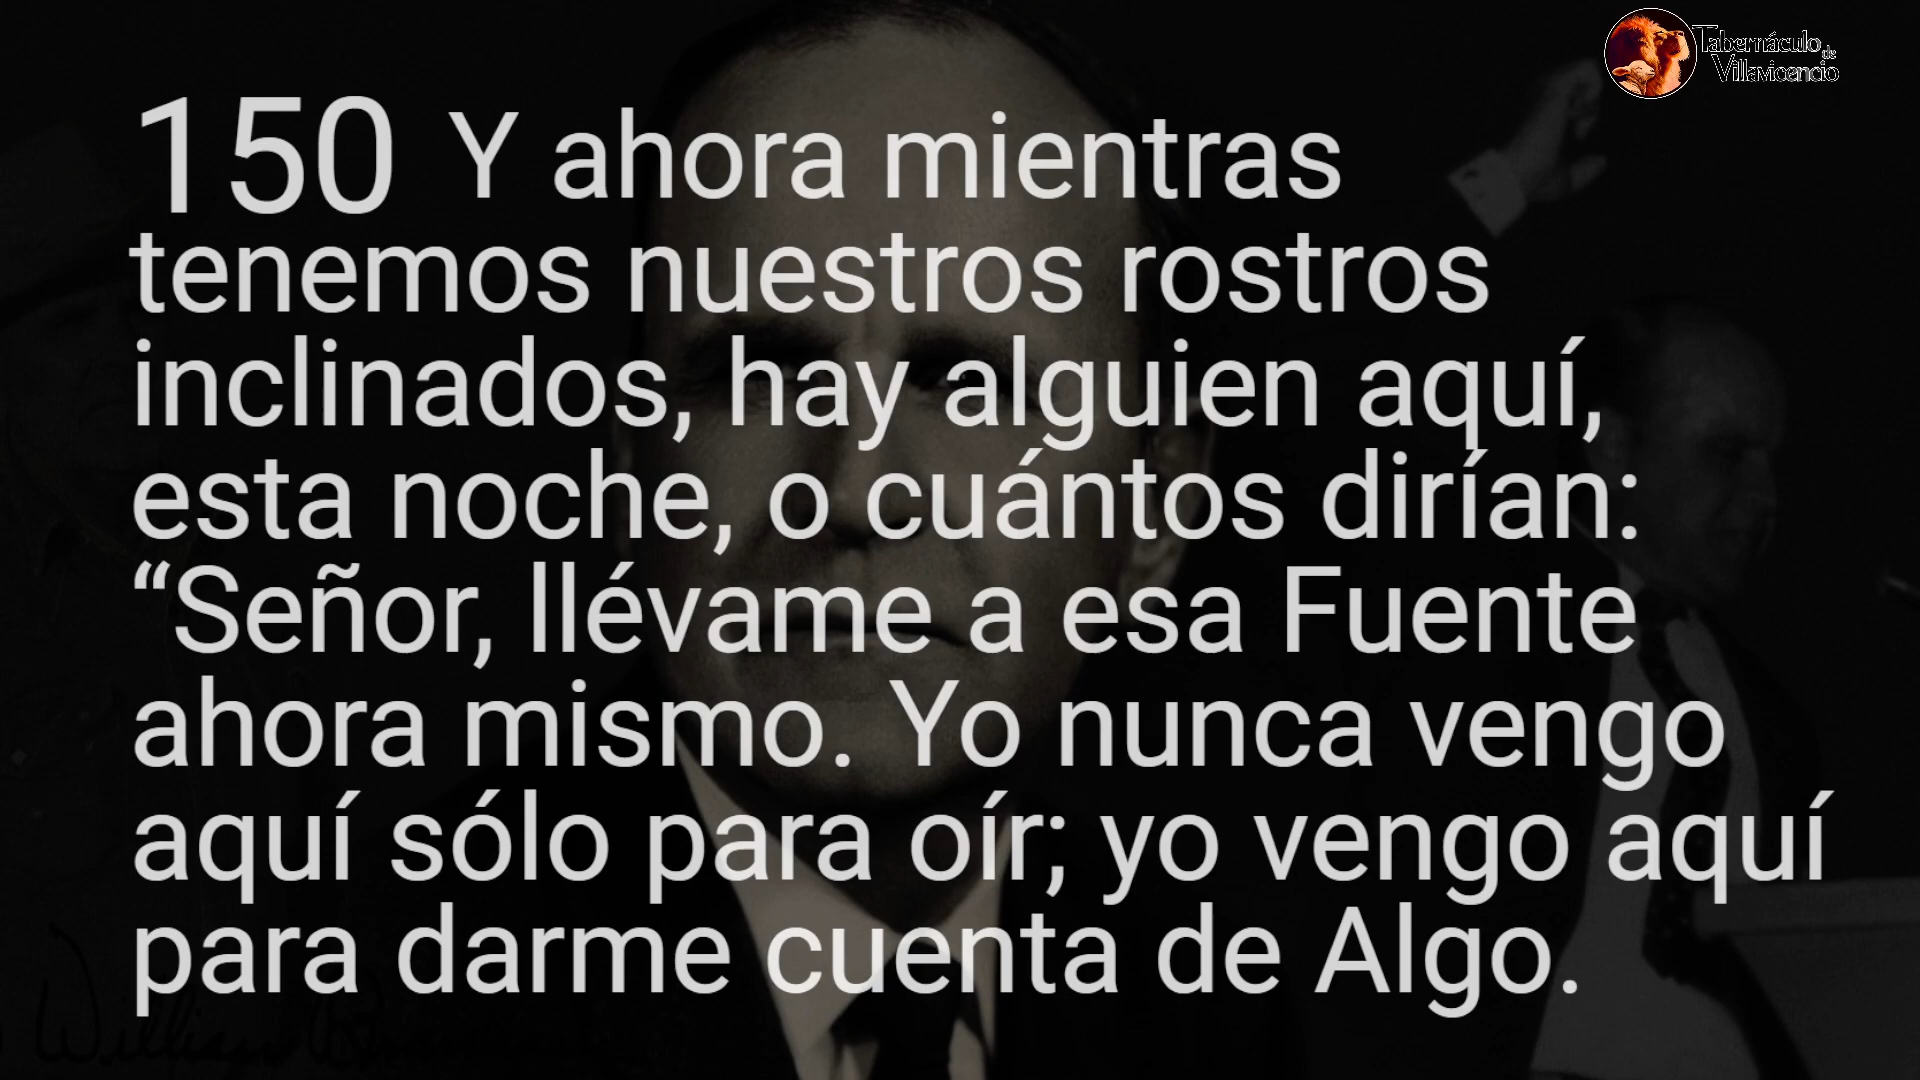 Tabernáculo de
Villavicencio
150 Y ahora mientras
tenemos nuestros rostros
inclinados, hay alguien aquí,
esta noche, o cuántos dirían:
“Señor, llévame a esa Fuente
ahora mismo. Yo nunca vengo
aquí sólo para oír; yo vengo aquí
para darme cuenta de Algo.
William